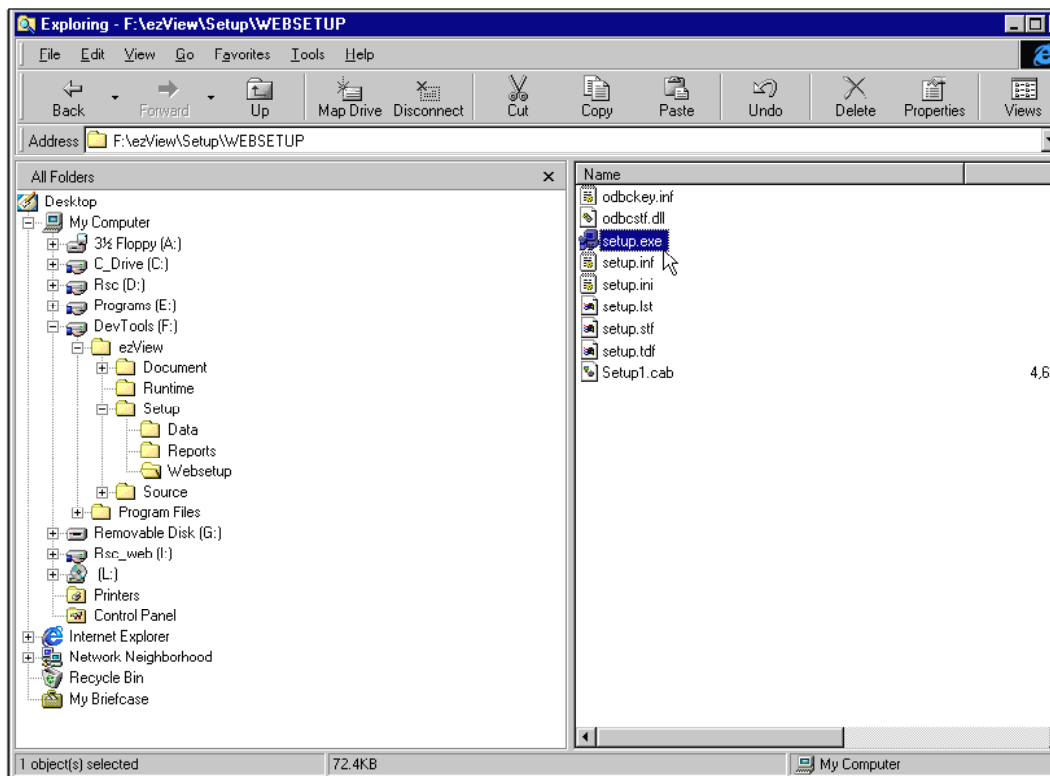 Exploring - F:\ezView\Setup\WEBSETUP
File Edit View Go Favorites Tools Help
Back Forward Up Map Drive Disconnect Cut Copy Paste Undo Delete Properties Views
Address F:\ezView\Setup\WEBSETUP
All Folders
Desktop
My Computer
3½ Floppy (A:)
C_Drive (C:)
Rsc (D:)
Programs (E:)
DevTools (F:)
ezView
Document
Runtime
Setup
Data
Reports
Websetup
Source
Program Files
Removable Disk (G:)
Rsc_web (I:)
(L:)
Printers
Control Panel
Internet Explorer
Network Neighborhood
Recycle Bin
My Briefcase
Name
odbckey.inf
odbcstf.dll
setup.exe
setup.inf
setup.ini
setup.lst
setup.stf
setup.tdf
Setup1.cab 4,6
1 object(s) selected 72.4KB My Computer